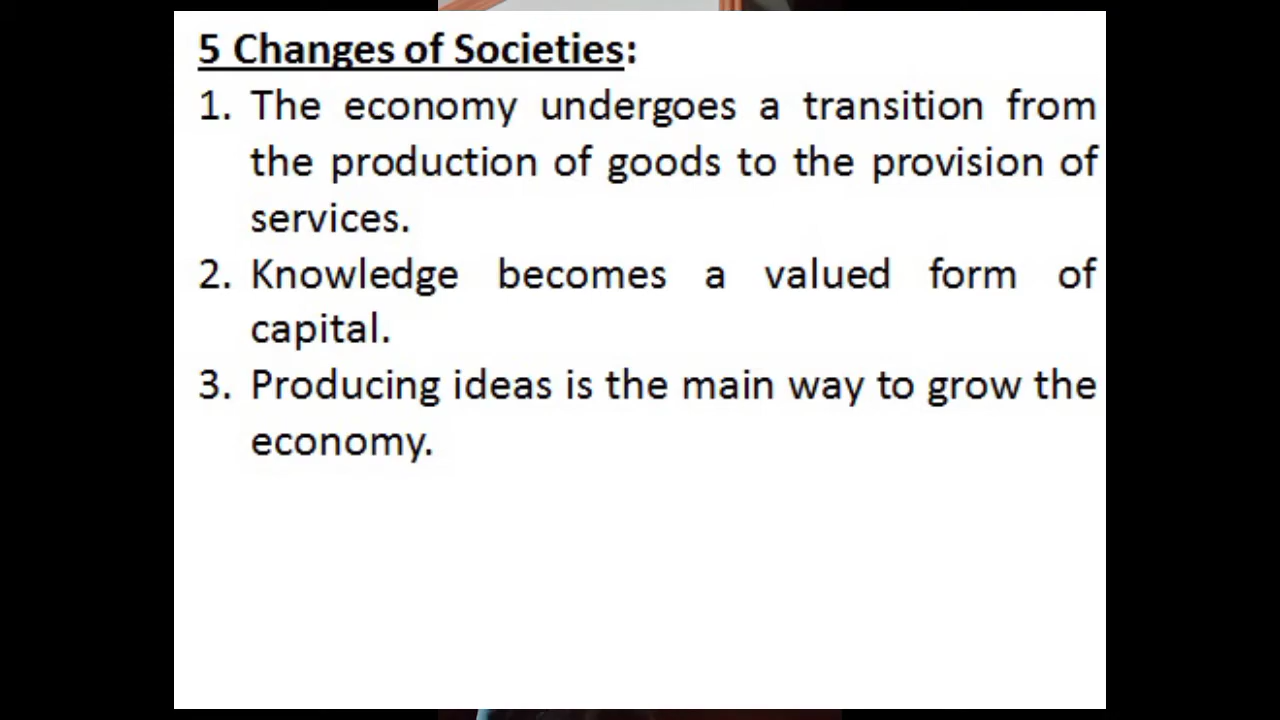 5 Changes of Societies:
1. The economy undergoes a transition from
the production of goods to the provision of
services.
2. Knowledge becomes a valued form of
capital.
3. Producing ideas is the main way to grow the
economy.